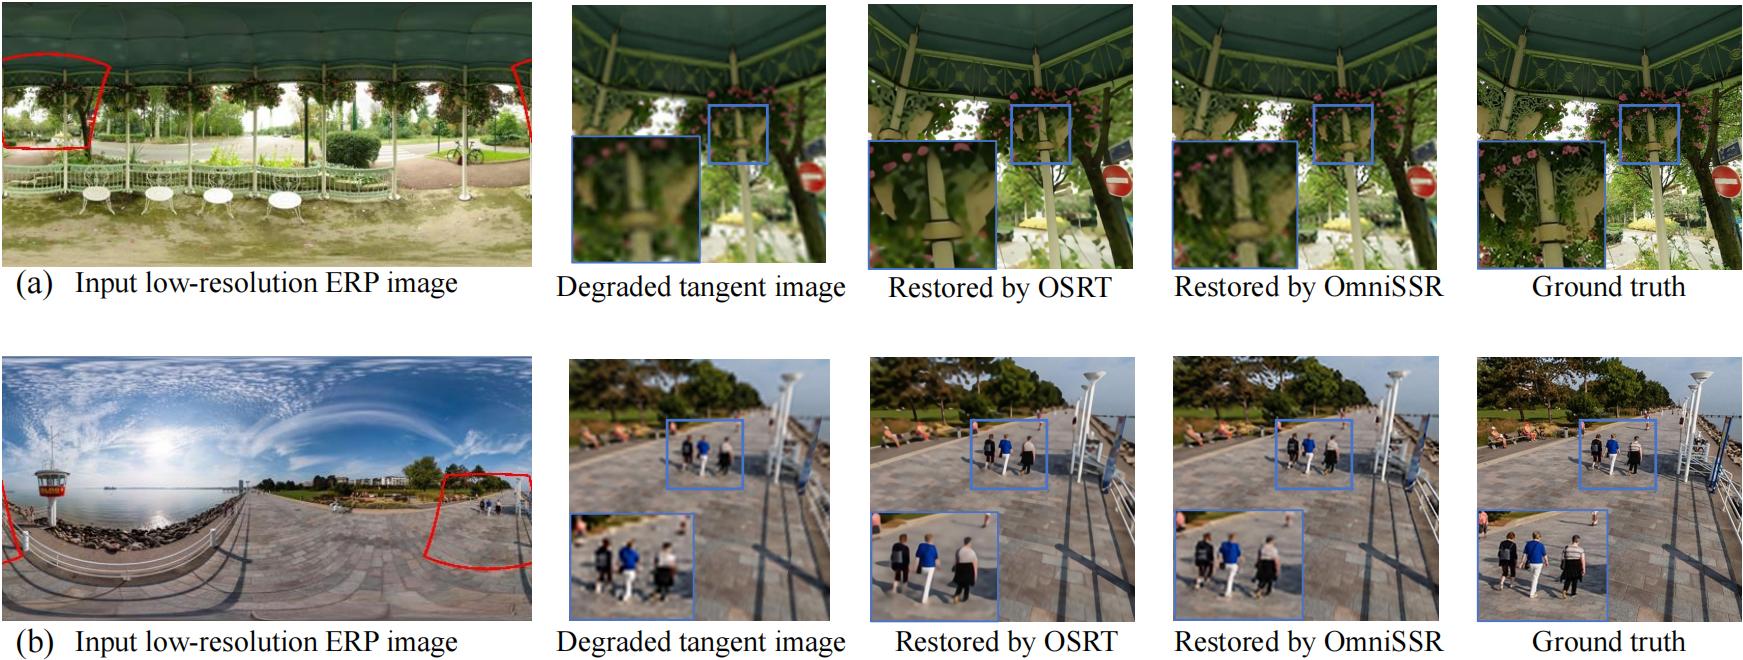 (a) Input low-resolution ERP image
Degraded tangent image
Restored by OSRT
Restored by OmniSSR
Ground truth
(b) Input low-resolution ERP image
Degraded tangent image
Restored by OSRT
Restored by OmniSSR
Ground truth